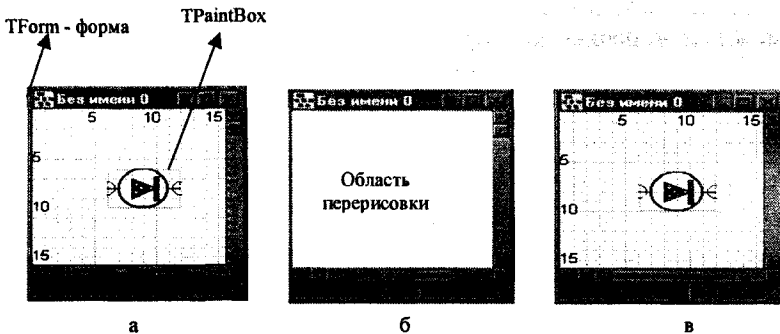 TForm - форма
TPaintBox
Без имени 0
5 10 15
5
10
15
Без имени 0
Область
перерисовки
Без имени 0
5 10 15
5
10
15
а б в